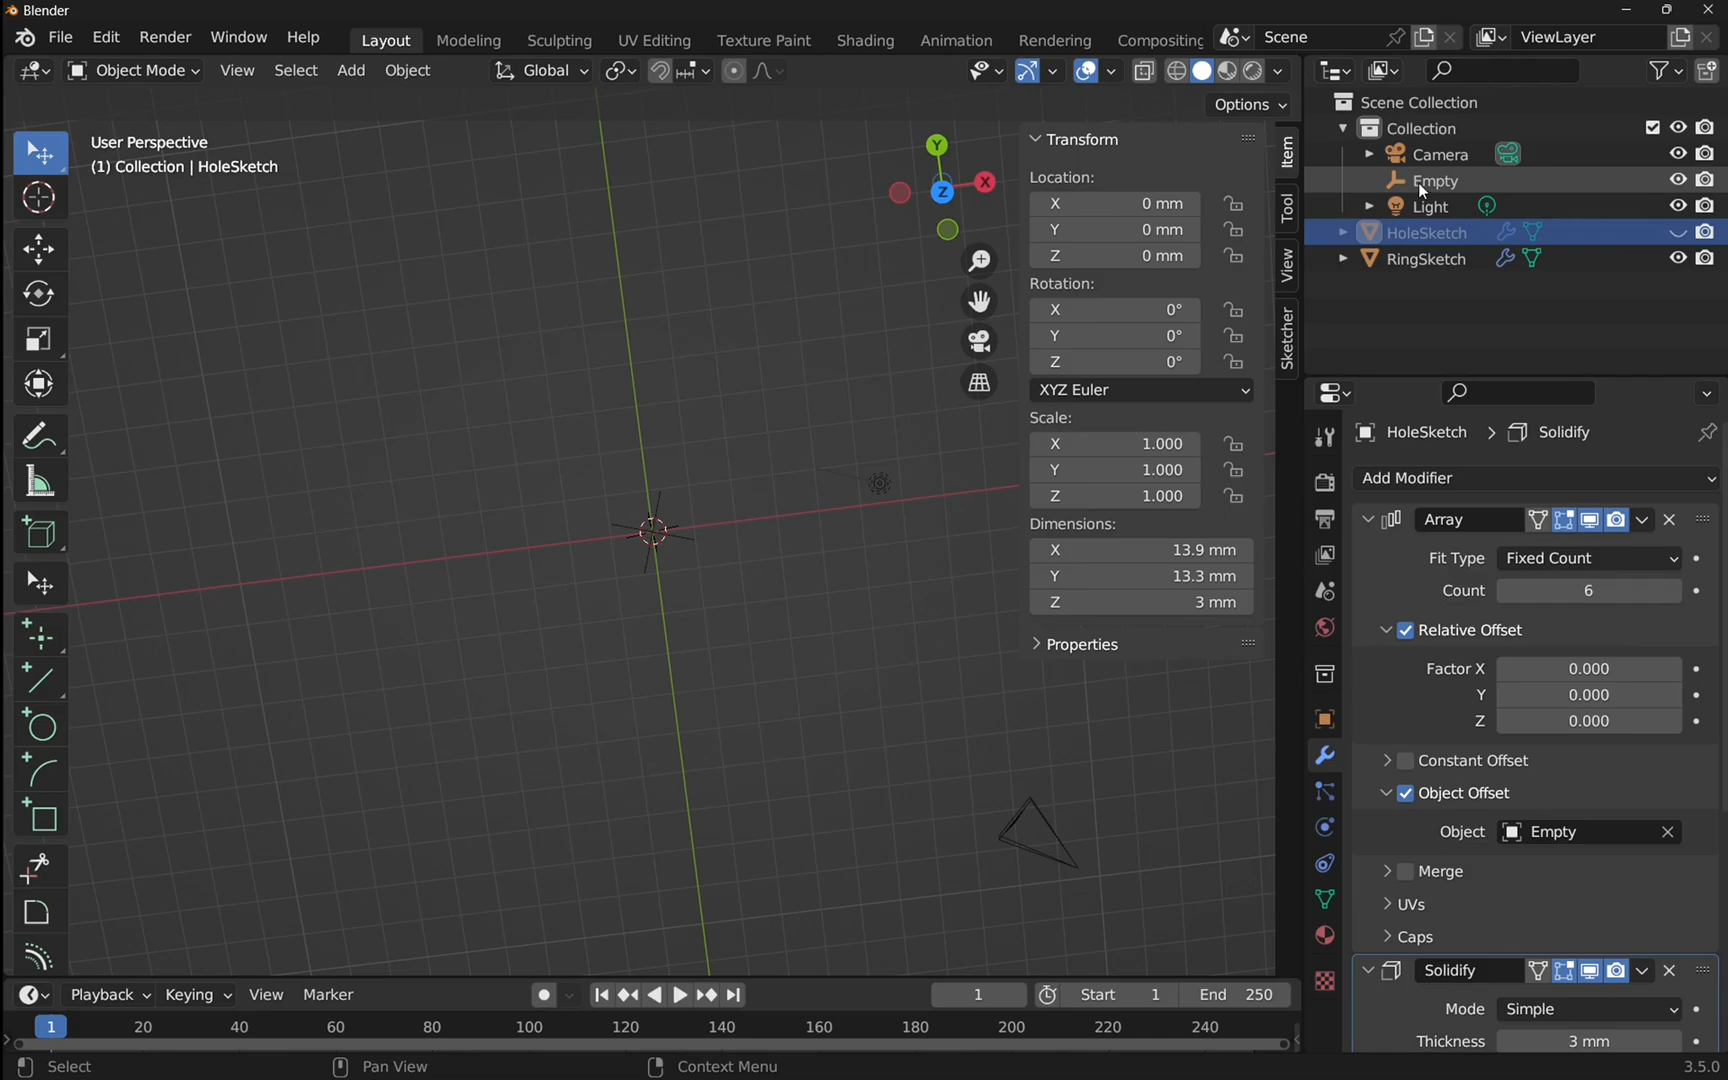 Blender
File Edit Render Window Help Layout Modeling Sculpting UV Editing Texture Paint Shading Animation Rendering Compositing Scene ViewLayer
Object Mode View Select Add Object Global
Options
User Perspective
(1) Collection | HoleSketch
Y
X
Z
Transform
Location:
X 0 mm
Y 0 mm
Z 0 mm
Rotation:
X 0°
Y 0°
Z 0°
XYZ Euler
Scale:
X 1.000
Y 1.000
Z 1.000
Dimensions:
X 13.9 mm
Y 13.3 mm
Z 3 mm
Properties
Item
Tool
View
Sketcher
Scene Collection
Collection
Camera
Empty
Light
HoleSketch
RingSketch
HoleSketch > Solidify
Add Modifier
Array
Fit Type Fixed Count
Count 6
Relative Offset
Factor X 0.000
Y 0.000
Z 0.000
Constant Offset
Object Offset
Object Empty
Merge
UVs
Caps
Solidify
Mode Simple
Thickness 3 mm
Playback Keying View Marker 1 Start 1 End 250
1 20 40 60 80 100 120 140 160 180 200 220 240
Select Pan View Context Menu 3.5.0